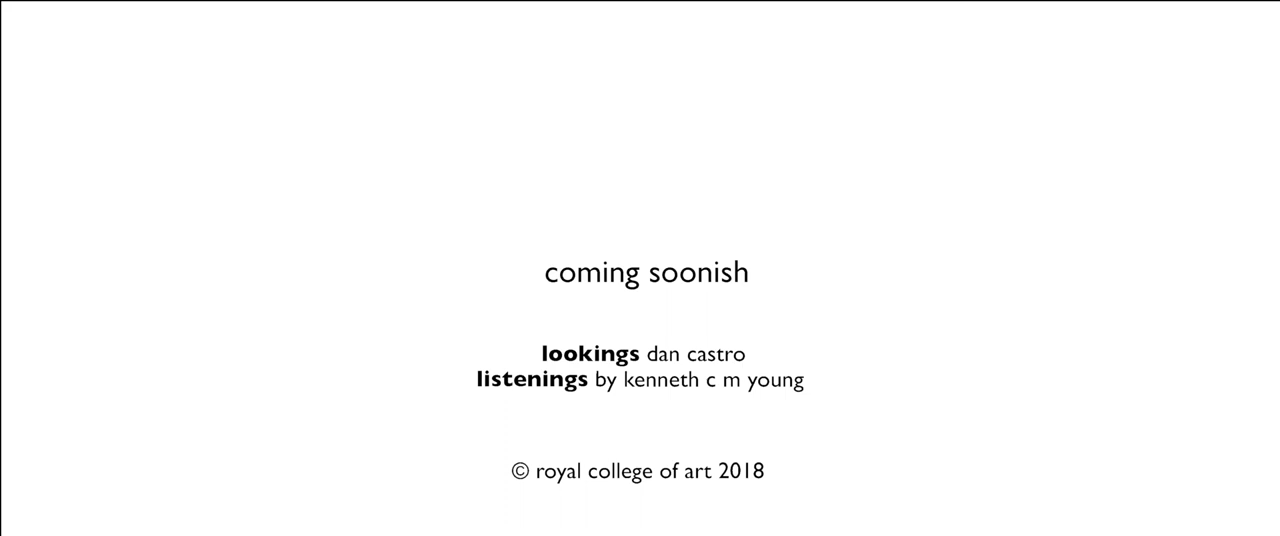 coming soonish
lookings dan castro
listenings by kenneth c m young
© royal college of art 2018